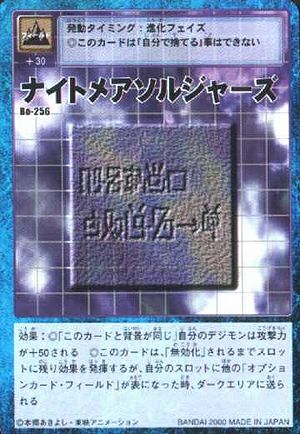 発動タイミング：進化フェイズ
◎このカードは「自分で捨てる」事はできない
+30
ナイトメアソルジャーズ
Bo-256
効果：◎「このカードと背景が同じ」自分のデジモンは攻撃力
が+50される　◎このカードは、「無効化」されるまでスロ
ットに残り効果を発揮するが、自分のスロットに他の「オプショ
ンカード・フィールド」が表になった時、ダークエリアに送ら
れる
©本郷あきよし・東映アニメーション
BANDAI 2000 MADE IN JAPAN